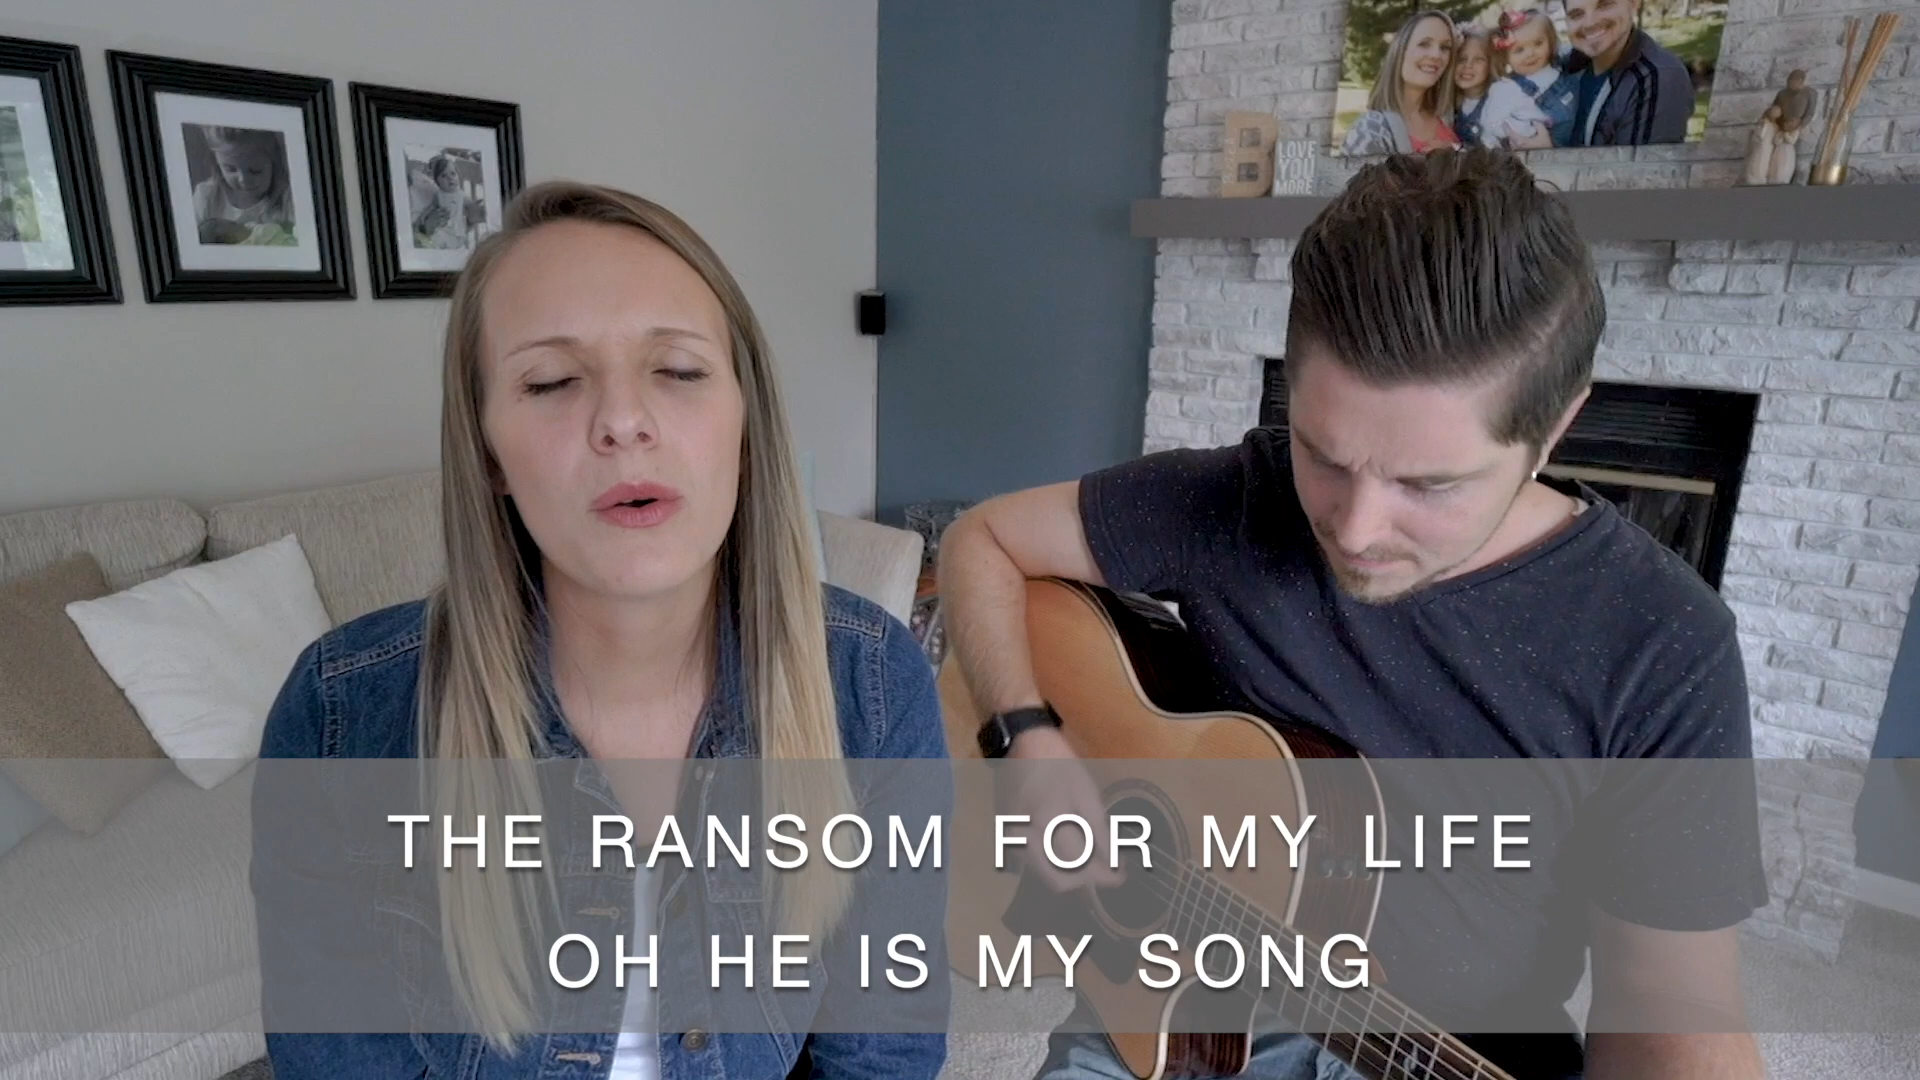 LOVE
YOU
MORE
B
THE RANSOM FOR MY LIFE
OH HE IS MY SONG